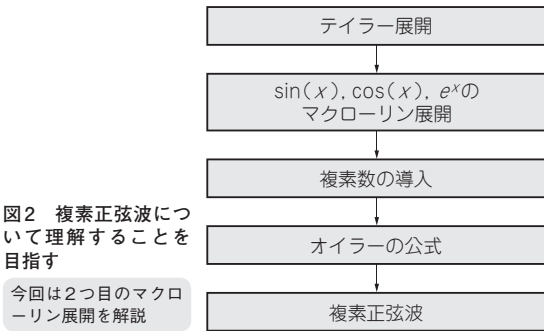 テイラー展開
sin(x), cos(x), eˣの
マクローリン展開
複素数の導入
オイラーの公式
複素正弦波
図2 複素正弦波につ
いて理解することを
目指す
今回は2つ目のマクロ
ーリン展開を解説